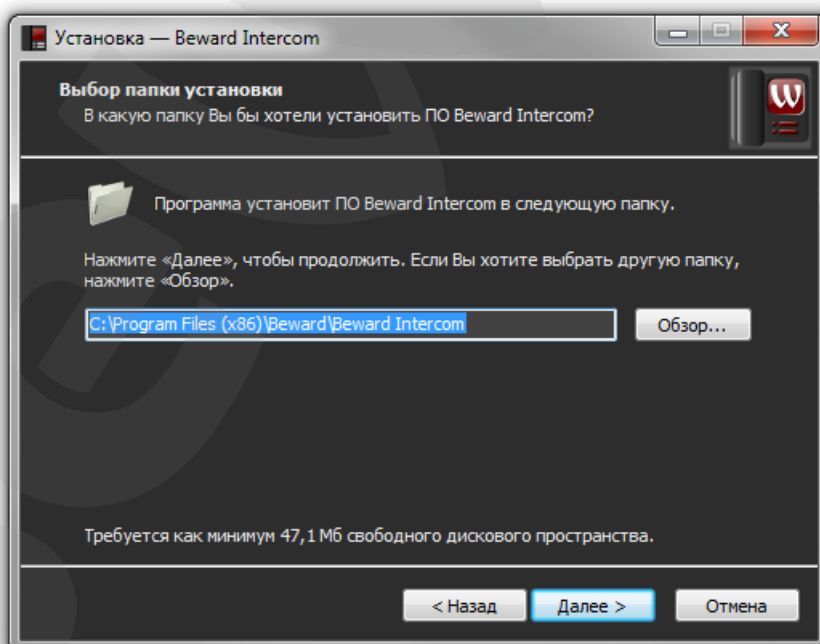 Установка — Beward Intercom
Выбор папки установки
В какую папку Вы бы хотели установить ПО Beward Intercom?
W
Программа установит ПО Beward Intercom в следующую папку.
Нажмите «Далее», чтобы продолжить. Если Вы хотите выбрать другую папку,
нажмите «Обзор».
C:\Program Files (x86)\Beward\Beward Intercom
Обзор...
Требуется как минимум 47,1 Мб свободного дискового пространства.
< Назад
Далее >
Отмена